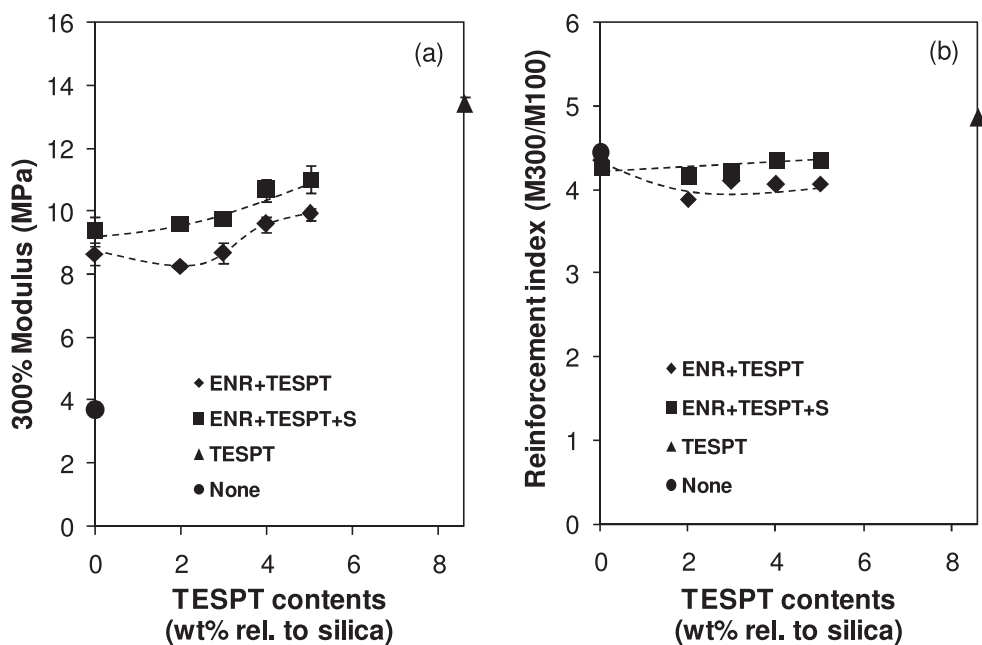 (a)
300% Modulus (MPa)
16
14
12
10
8
6
4
2
0
ENR+TESPT
ENR+TESPT+S
TESPT
None
0 2 4 6 8
TESPT contents
(wt% rel. to silica)
(b)
Reinforcement index (M300/M100)
6
5
4
3
2
1
0
ENR+TESPT
ENR+TESPT+S
TESPT
None
0 2 4 6 8
TESPT contents
(wt% rel. to silica)